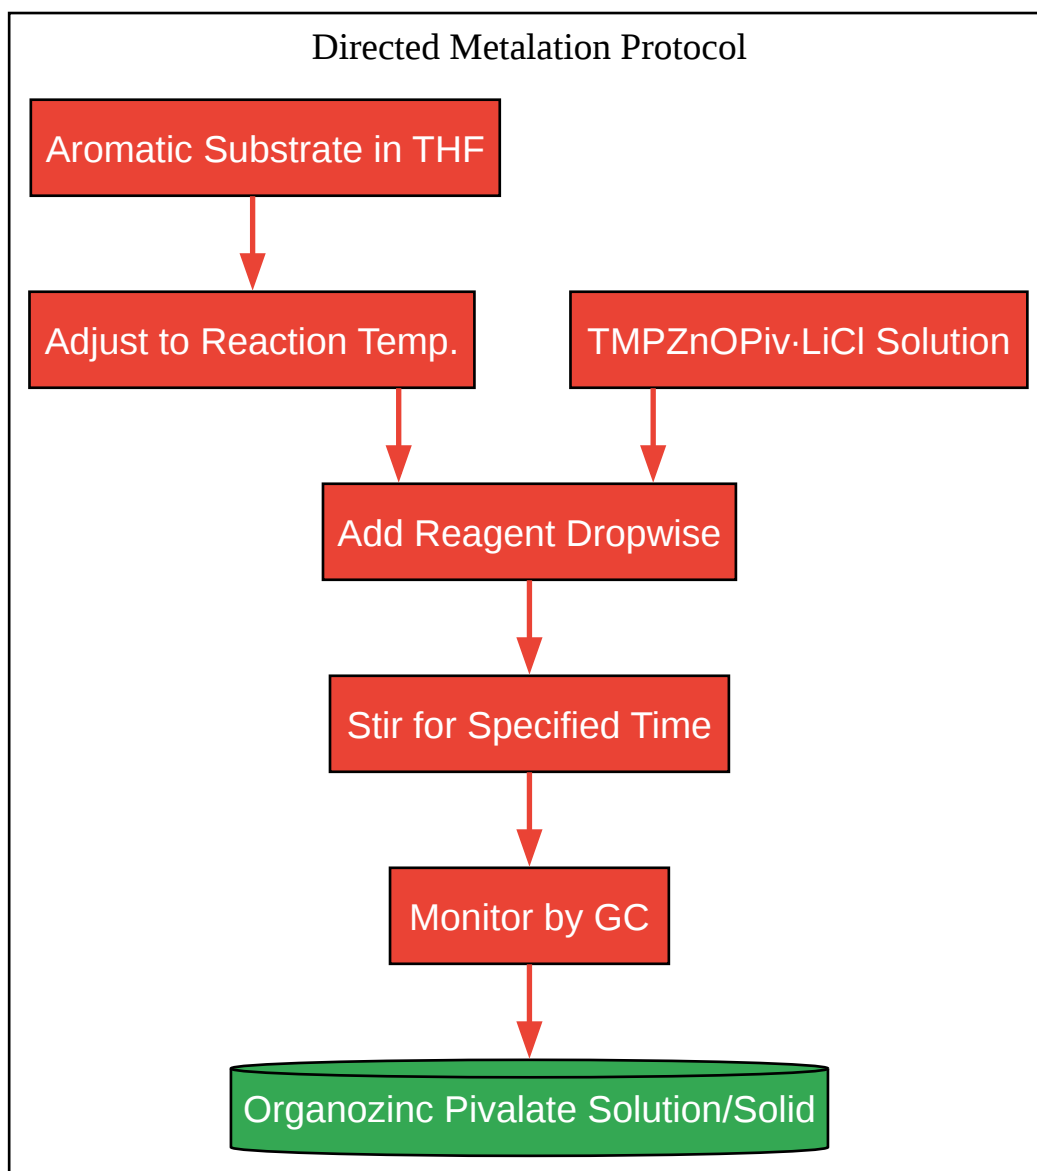 Directed Metalation Protocol
Aromatic Substrate in THF
Adjust to Reaction Temp.
TMPZnOPiv·LiCl Solution
Add Reagent Dropwise
Stir for Specified Time
Monitor by GC
Organozinc Pivalate Solution/Solid